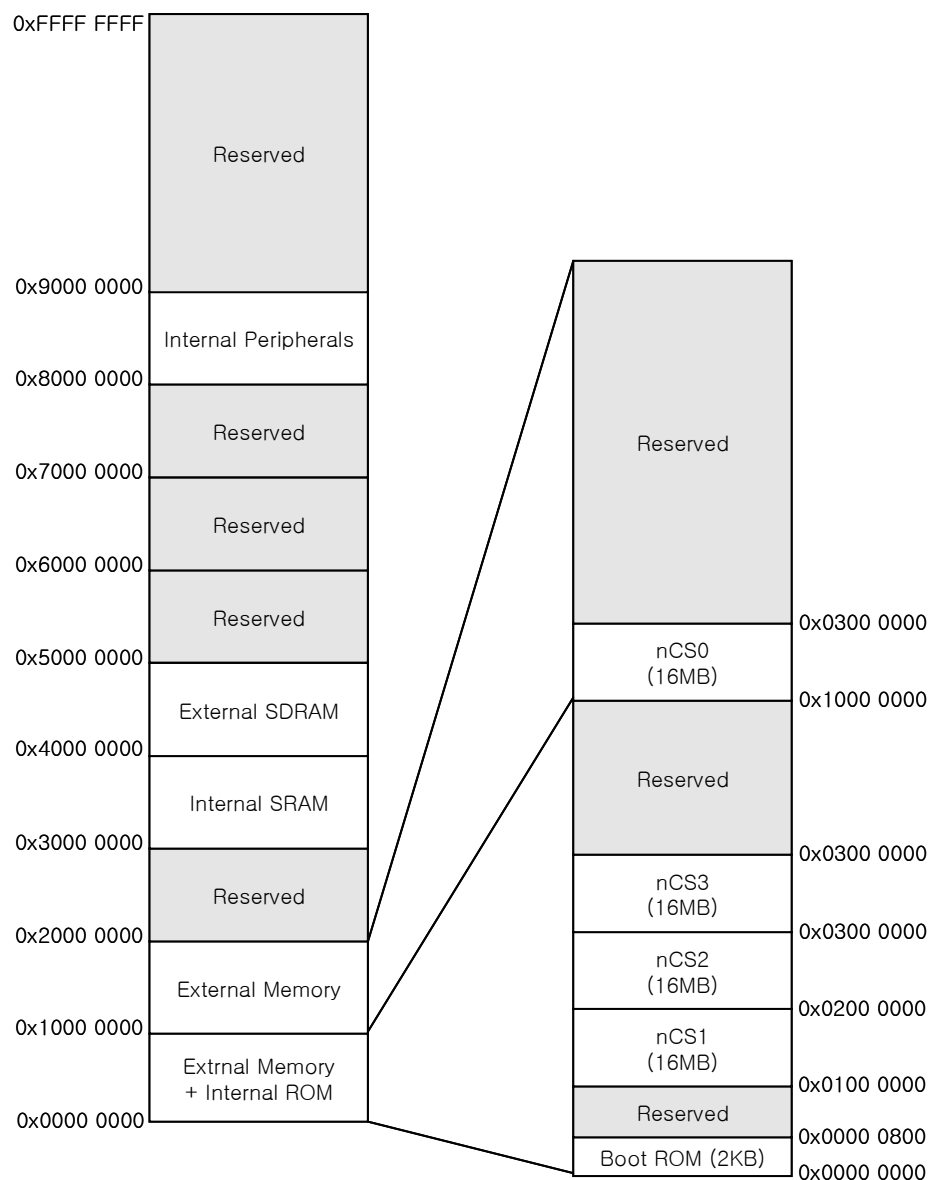 0xFFFF FFFF
Reserved
0x9000 0000
Internal Peripherals
0x8000 0000
Reserved
0x7000 0000
Reserved
0x6000 0000
Reserved
0x5000 0000
External SDRAM
0x4000 0000
Internal SRAM
0x3000 0000
Reserved
0x2000 0000
External Memory
0x1000 0000
Extrnal Memory
+ Internal ROM
0x0000 0000
Reserved
0x0300 0000
nCS0
(16MB)
0x1000 0000
Reserved
0x0300 0000
nCS3
(16MB)
0x0300 0000
nCS2
(16MB)
0x0200 0000
nCS1
(16MB)
0x0100 0000
Reserved
0x0000 0800
Boot ROM (2KB)
0x0000 0000